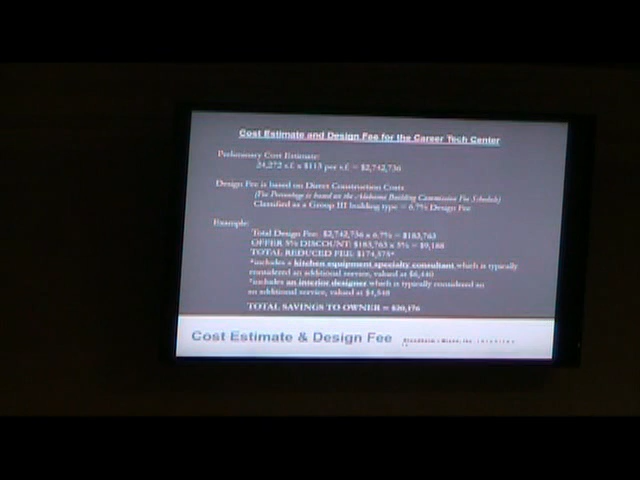 Cost Estimate and Design Fee for the Career Tech Center
Preliminary Cost Estimate:
24,272 s.f. x $113 per s.f. = $2,742,736
Design Fee is based on Direct Construction Costs
(Fee Percentage is based on the Alabama Building Commission Fee Schedule)
Classified as a Group III building type = 6.7% Design Fee
Example:
Total Design Fee: $2,742,736 x 6.7% = $183,763
OFFER 5% DISCOUNT: $183,763 x 5% = $9,188
TOTAL REDUCED FEE: $174,575*
*includes a kitchen equipment specialty consultant which is typically
considered an additional service, valued at $6,440
*includes an interior designer which is typically considered an
an additional service, valued at $4,548
TOTAL SAVINGS TO OWNER = $20,176
Cost Estimate & Design Fee